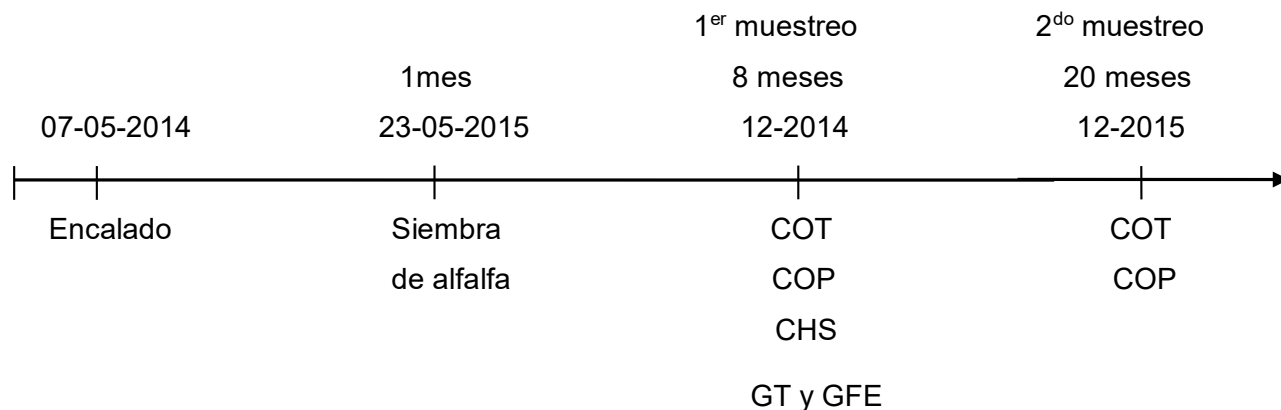 1er muestreo
2do muestreo
1mes
8 meses
20 meses
07-05-2014
23-05-2015
12-2014
12-2015
Encalado
Siembra
COT
COT
de alfalfa
COP
COP
CHS
GT y GFE